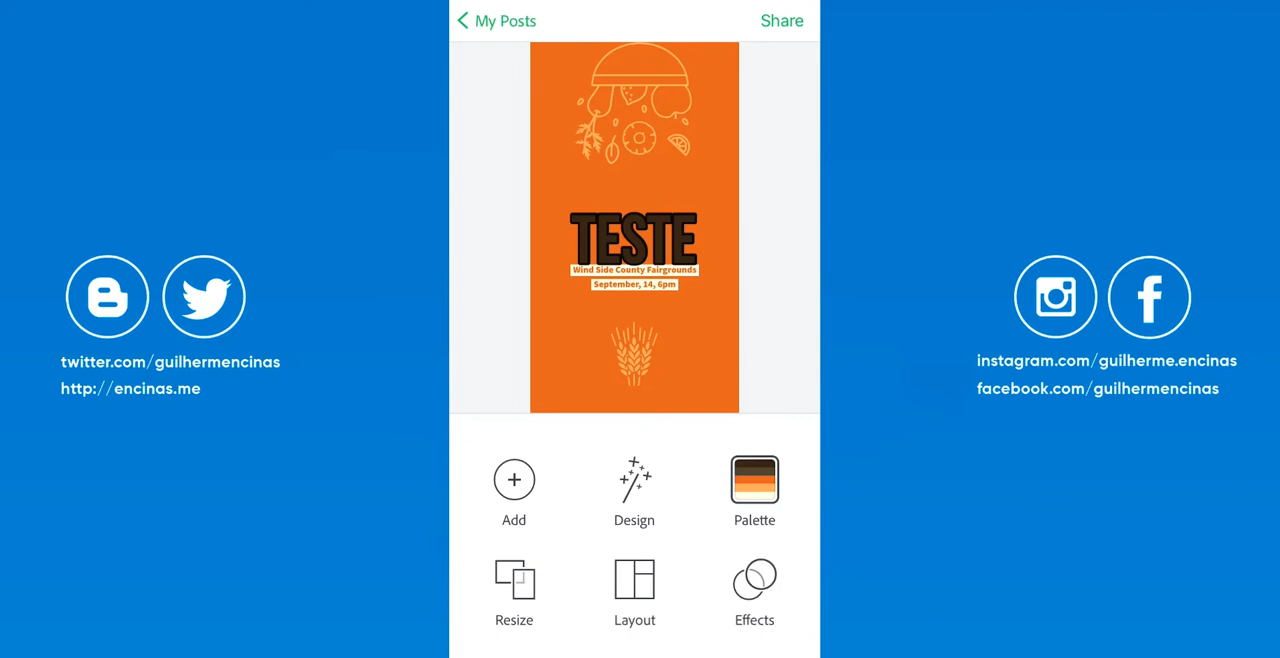 My Posts
Share
TESTE
Wind Side County Fairgrounds
September, 14, 6pm
twitter.com/guilhermencinas
http://encinas.me
instagram.com/guilherme.encinas
facebook.com/guilhermencinas
Add
Design
Palette
Resize
Layout
Effects